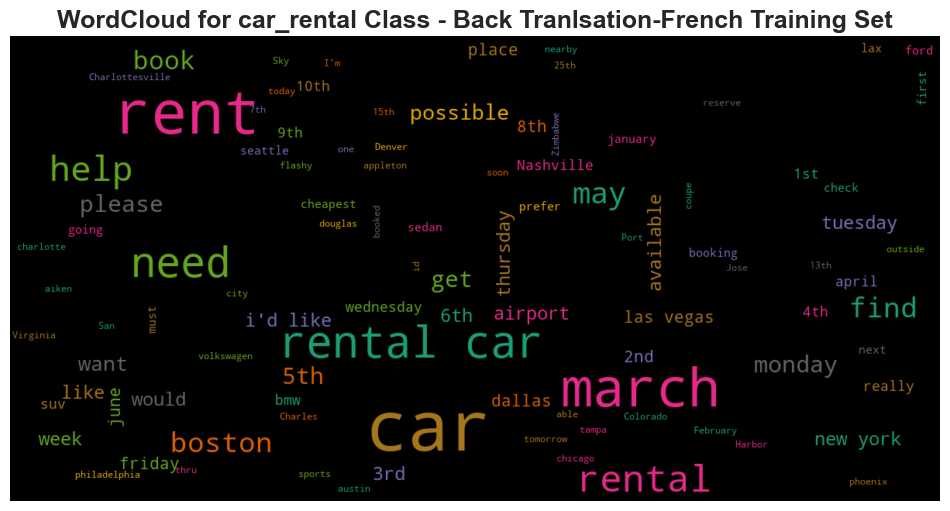 WordCloud for car_rental Class - Back Tranlsation-French Training Set
place
nearby
lax
ford
book
Sky
I'm
25th
Charlottesville
today
10th
first
rent
7th
15th
possible
reserve
9th
8th
Zimbabwe
january
seattle
one
Denver
help
flashy
appleton
soon
Nashville
1st
please
cheapest
prefer
may
coupe
check
going
douglas
booked
sedan
thursday
available
Port
tuesday
charlotte
need
id
get
booking
Jose
13th
outside
aiken
city
april
Virginia
San
must
i'd like
wednesday
6th
airport
las vegas
4th
find
volkswagen
rental car
2nd
next
want
5th
march
monday
suv
like
june
would
bmw
dallas
really
Charles
car
able
Colorado
week
boston
tomorrow
tampa
February
Harbor
new york
friday
thru
3rd
chicago
philadelphia
sports
austin
rental
phoenix